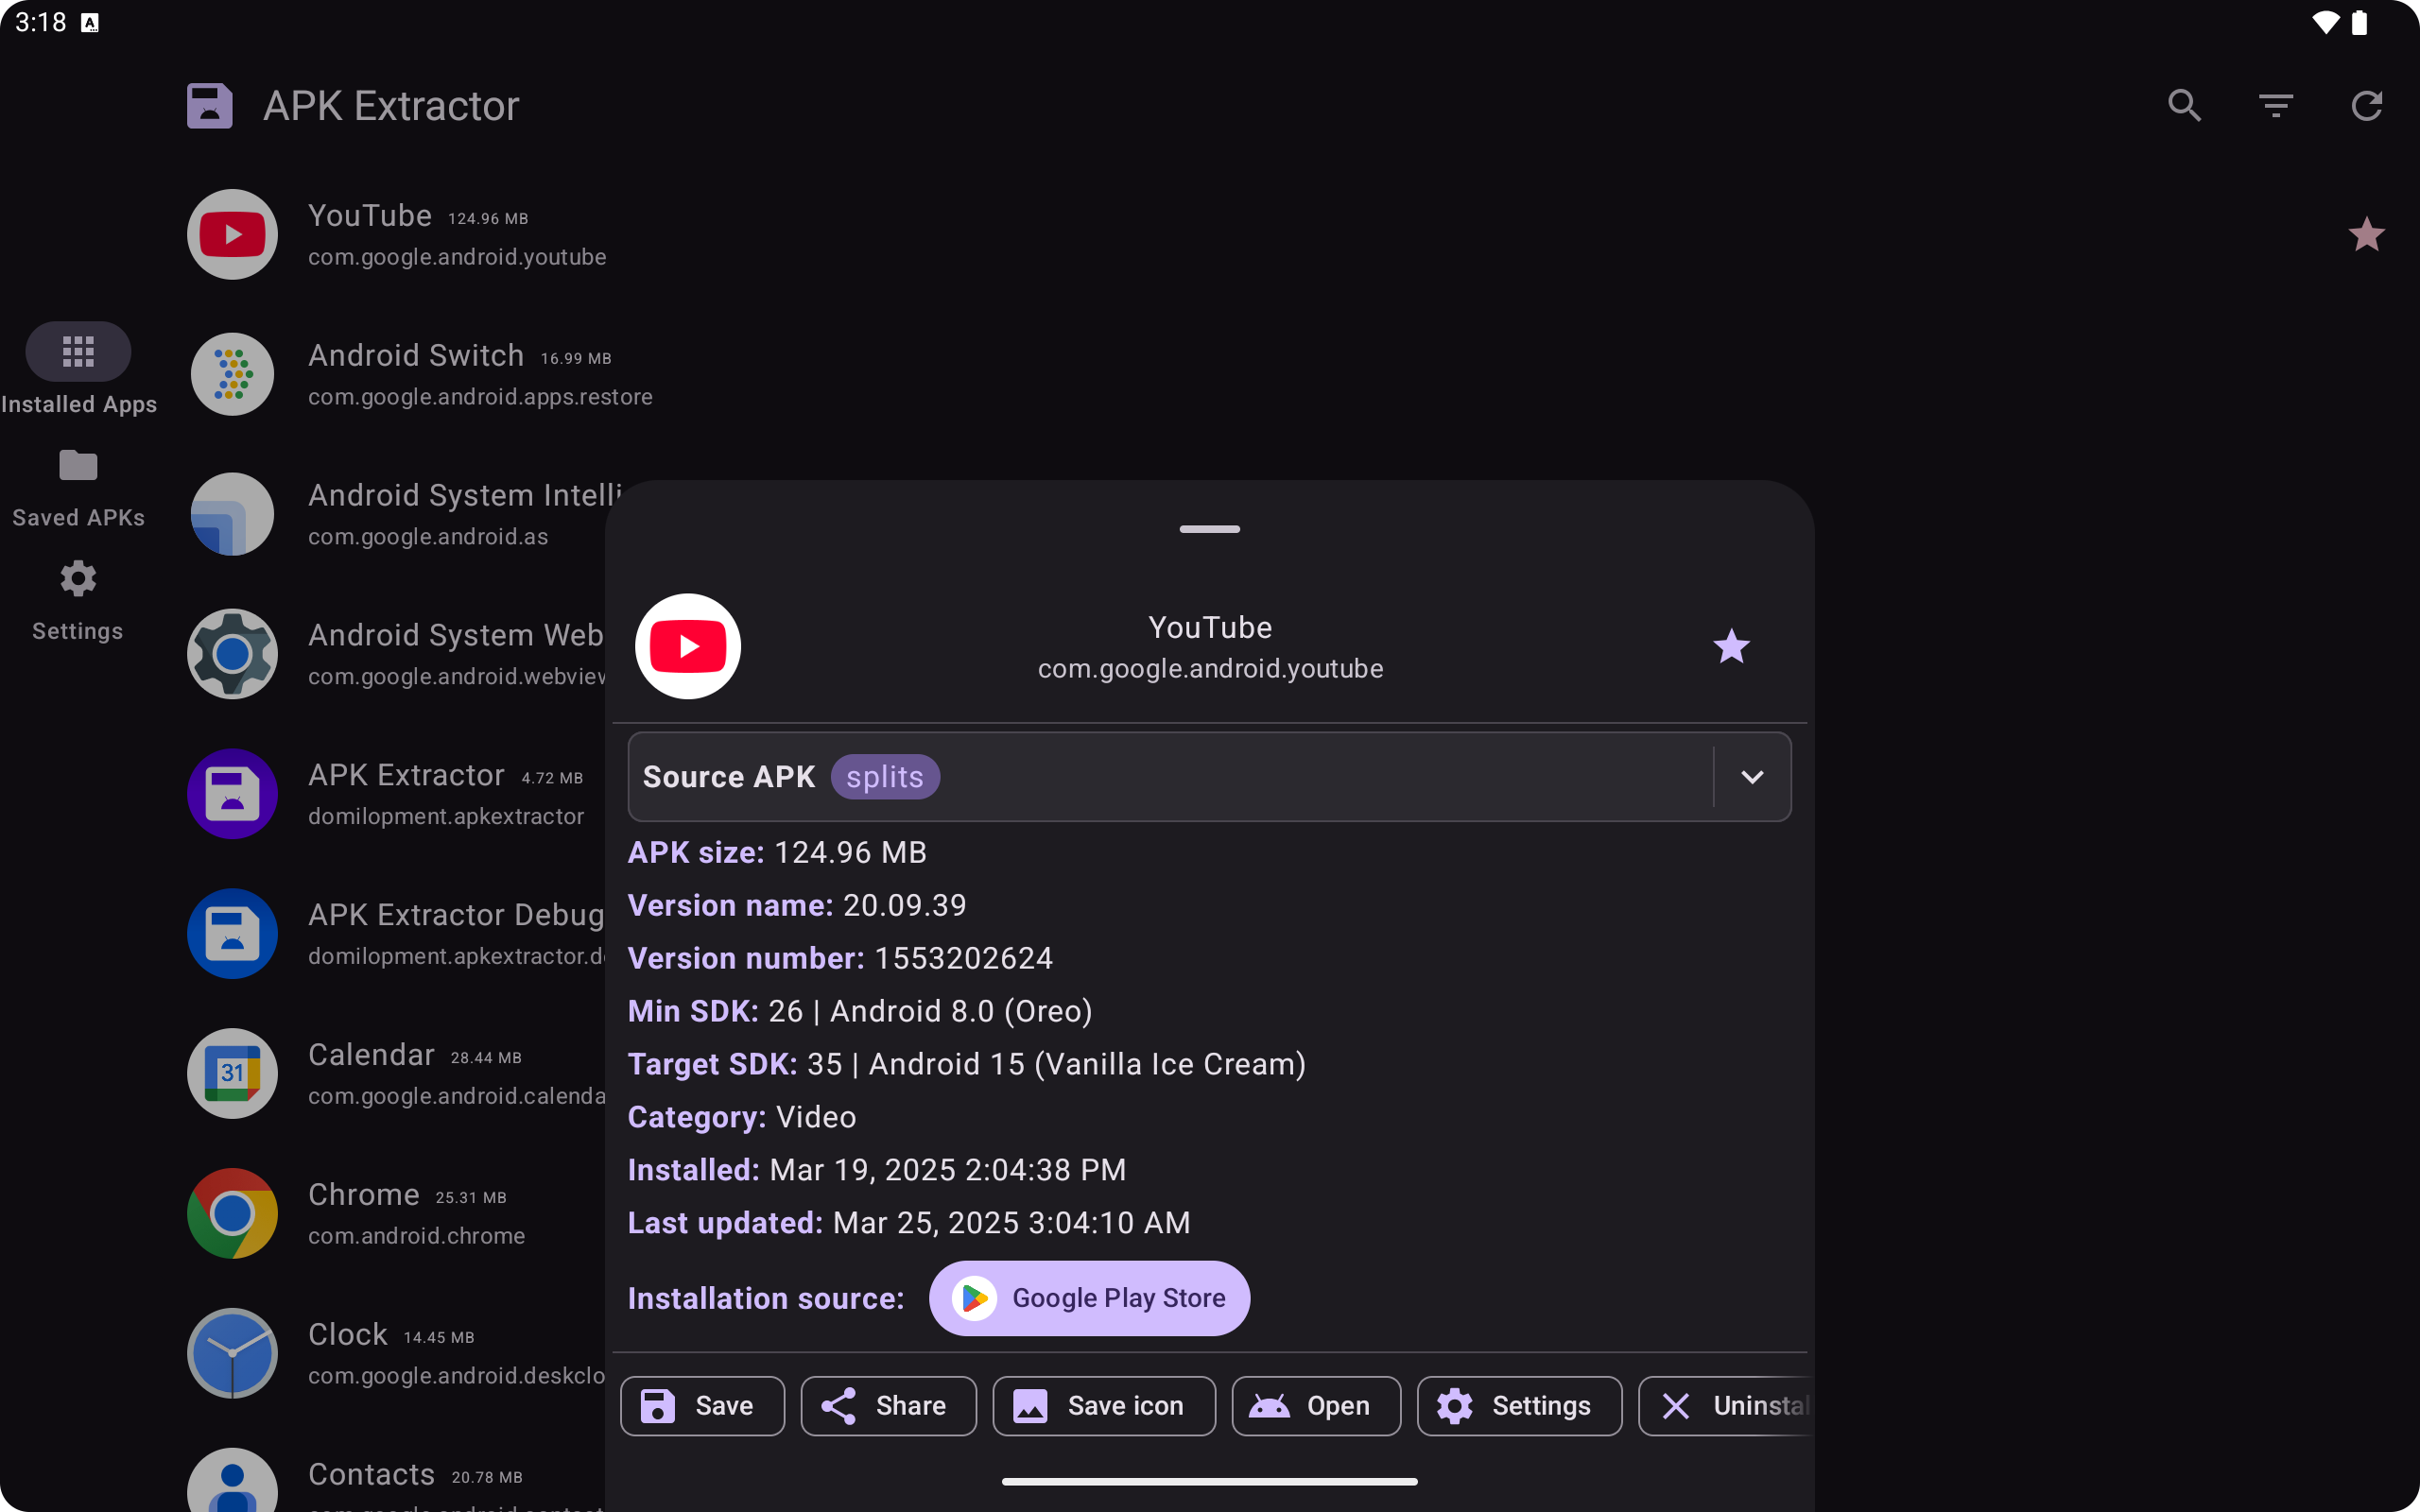 3:18
APK Extractor
YouTube 124.96 MB
com.google.android.youtube
Android Switch 16.99 MB
com.google.android.apps.restore
Installed Apps
Saved APKs
Settings
Android System Intelli
com.google.android.as
Android System Web
com.google.android.webview
APK Extractor 4.72 MB
domilopment.apkextractor
APK Extractor Debug
domilopment.apkextractor.d
Calendar 28.44 MB
31
com.google.android.calenda
Chrome 25.31 MB
com.android.chrome
Clock 14.45 MB
com.google.android.deskclo
Contacts 20.78 MB
YouTube
com.google.android.youtube
Source APK splits
APK size: 124.96 MB
Version name: 20.09.39
Version number: 1553202624
Min SDK: 26 | Android 8.0 (Oreo)
Target SDK: 35 | Android 15 (Vanilla Ice Cream)
Category: Video
Installed: Mar 19, 2025 2:04:38 PM
Last updated: Mar 25, 2025 3:04:10 AM
Installation source: Google Play Store
Save Share Save icon Open Settings Uninstal